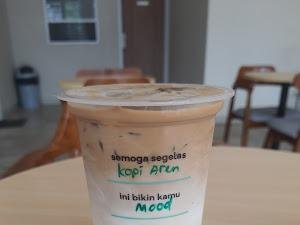 semoga segelas
Kopi Aren
ini bikin kamu
MOOD